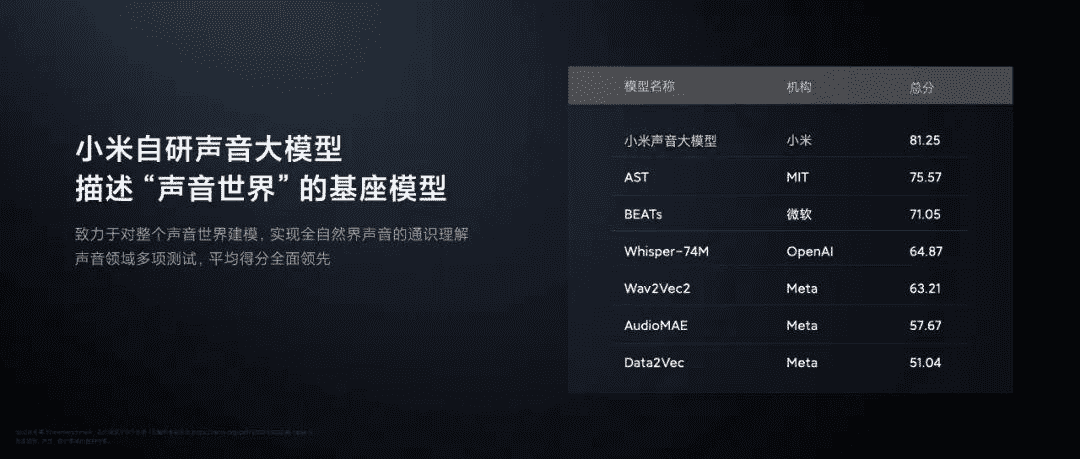 小米自研声音大模型
描述“声音世界”的基座模型
致力于对整个声音世界建模，实现全自然界声音的通识理解
声音领域多项测试，平均得分全面领先
模型名称 机构 总分
小米声音大模型 小米 81.25
AST MIT 75.57
BEATs 微软 71.05
Whisper-74M OpenAI 64.87
Wav2Vec2 Meta 63.21
AudioMAE Meta 57.67
Data2Vec Meta 51.04